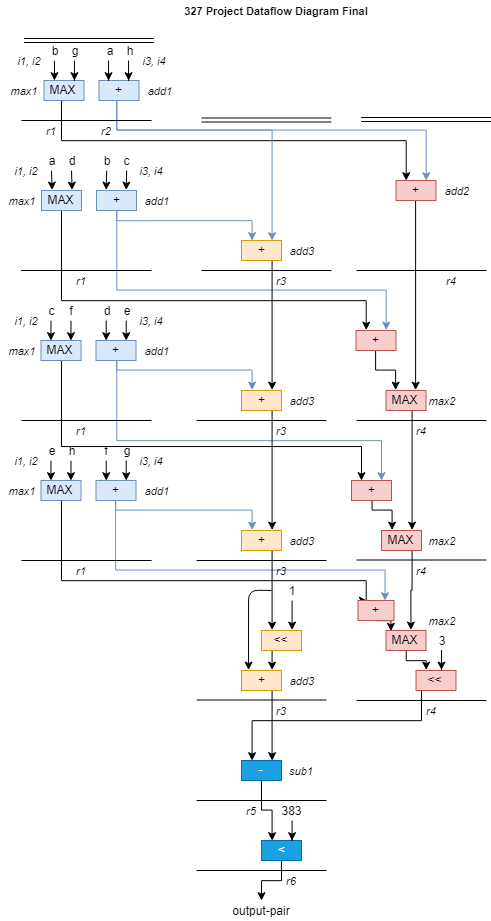 327 Project Dataflow Diagram Final
b g a h
i1, i2 i3, i4
max1 MAX + add1
r1 r2
a d b c
i1, i2 i3, i4
max1 MAX + add1 + add2
+ add3
r1 r3 r4
c f d e
i1, i2 i3, i4
+
max1 MAX + add1
+ add3 MAX max2
r1 r3 r4
e h f g
i1, i2 i3, i4
max1 MAX + add1 +
+ add3 MAX max2
r1 r3 r4
1
+
max2
<< MAX 3
+ add3 <<
r3 r4
- sub1
r5 383
<
r6
output-pair